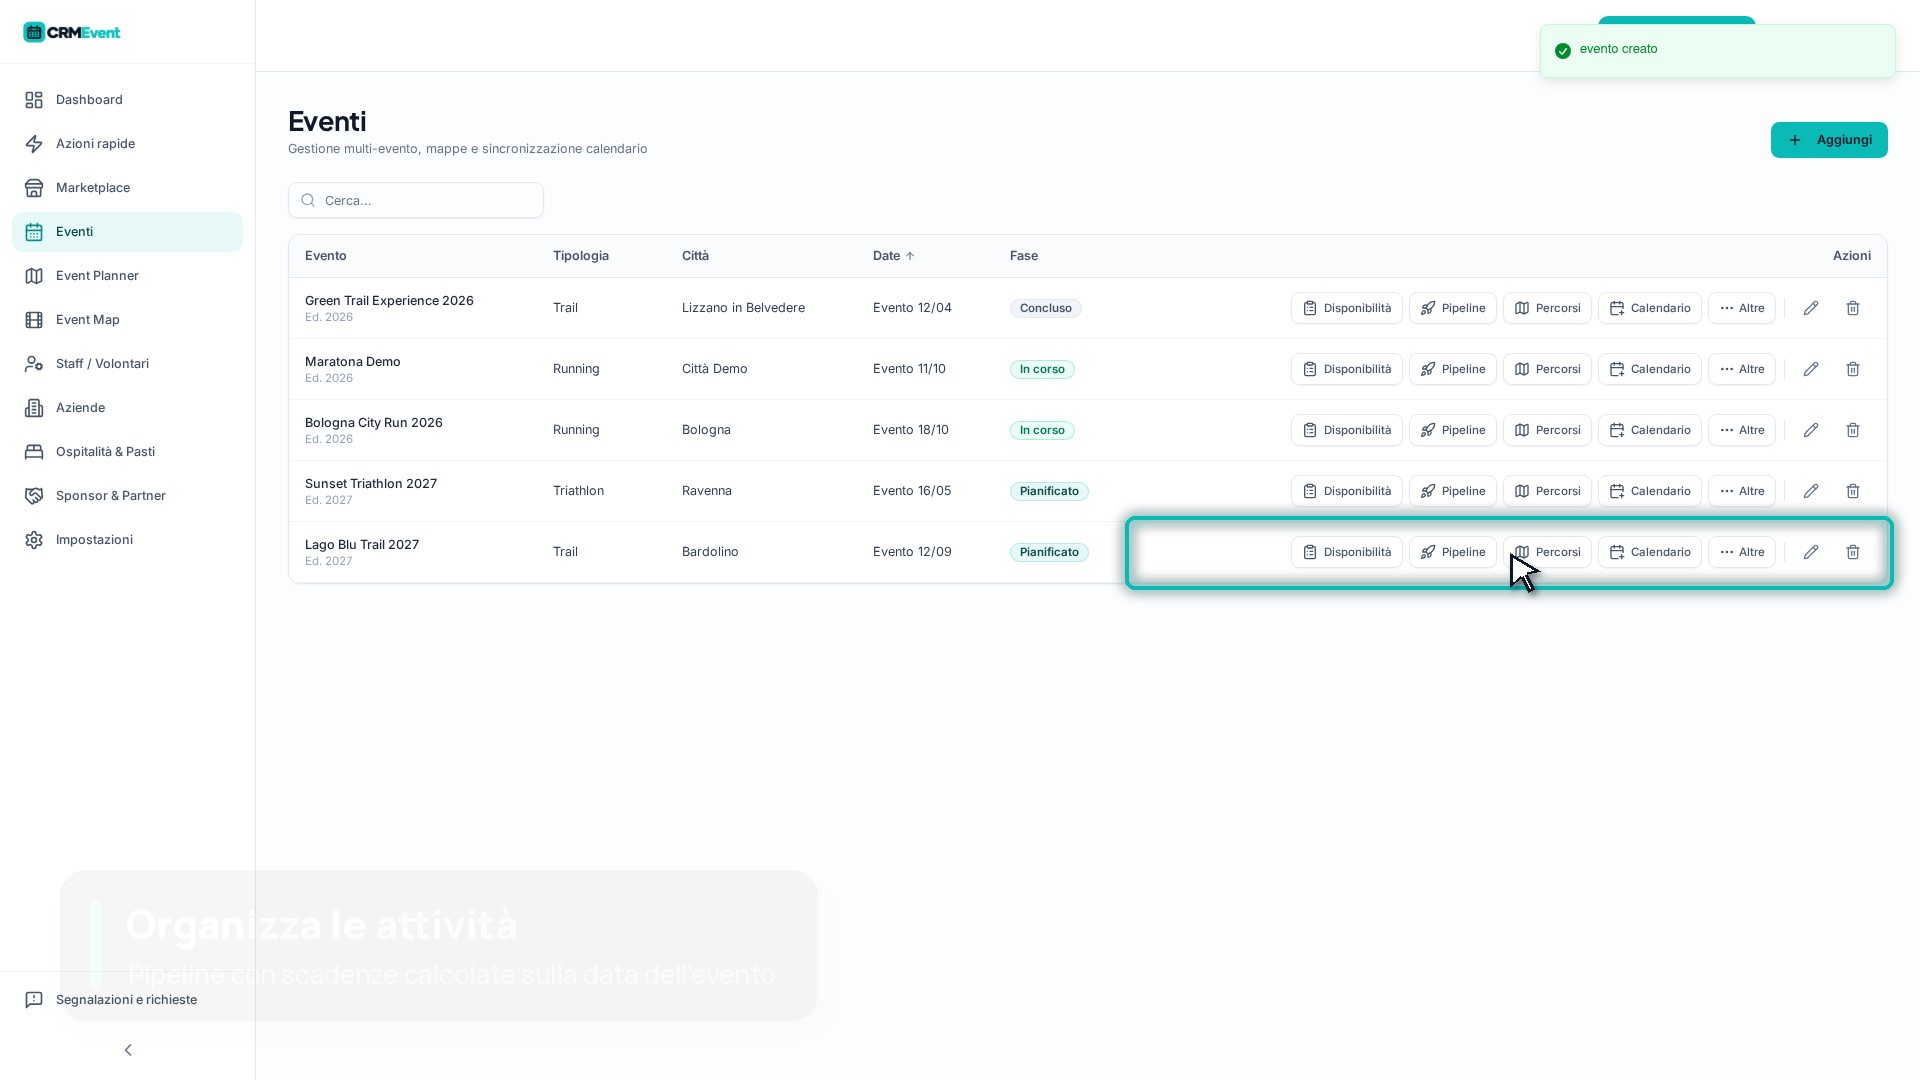 CRMEvent
Dashboard
Azioni rapide
Marketplace
Eventi
Event Planner
Event Map
Staff / Volontari
Aziende
Ospitalità & Pasti
Sponsor & Partner
Impostazioni
Segnalazioni e richieste
evento creato
Eventi
Gestione multi-evento, mappe e sincronizzazione calendario
Aggiungi
Cerca...
Evento Tipologia Città Date Fase Azioni
Green Trail Experience 2026 Trail Lizzano in Belvedere Evento 12/04 Concluso Disponibilità Pipeline Percorsi Calendario Altre
Ed. 2026
Maratona Demo Running Città Demo Evento 11/10 In corso Disponibilità Pipeline Percorsi Calendario Altre
Ed. 2026
Bologna City Run 2026 Running Bologna Evento 18/10 In corso Disponibilità Pipeline Percorsi Calendario Altre
Ed. 2026
Sunset Triathlon 2027 Triathlon Ravenna Evento 16/05 Pianificato Disponibilità Pipeline Percorsi Calendario Altre
Ed. 2027
Lago Blu Trail 2027 Trail Bardolino Evento 12/09 Pianificato Disponibilità Pipeline Percorsi Calendario Altre
Ed. 2027
Organizza le attività
Pipeline con scadenze calcolate sulla data dell'evento